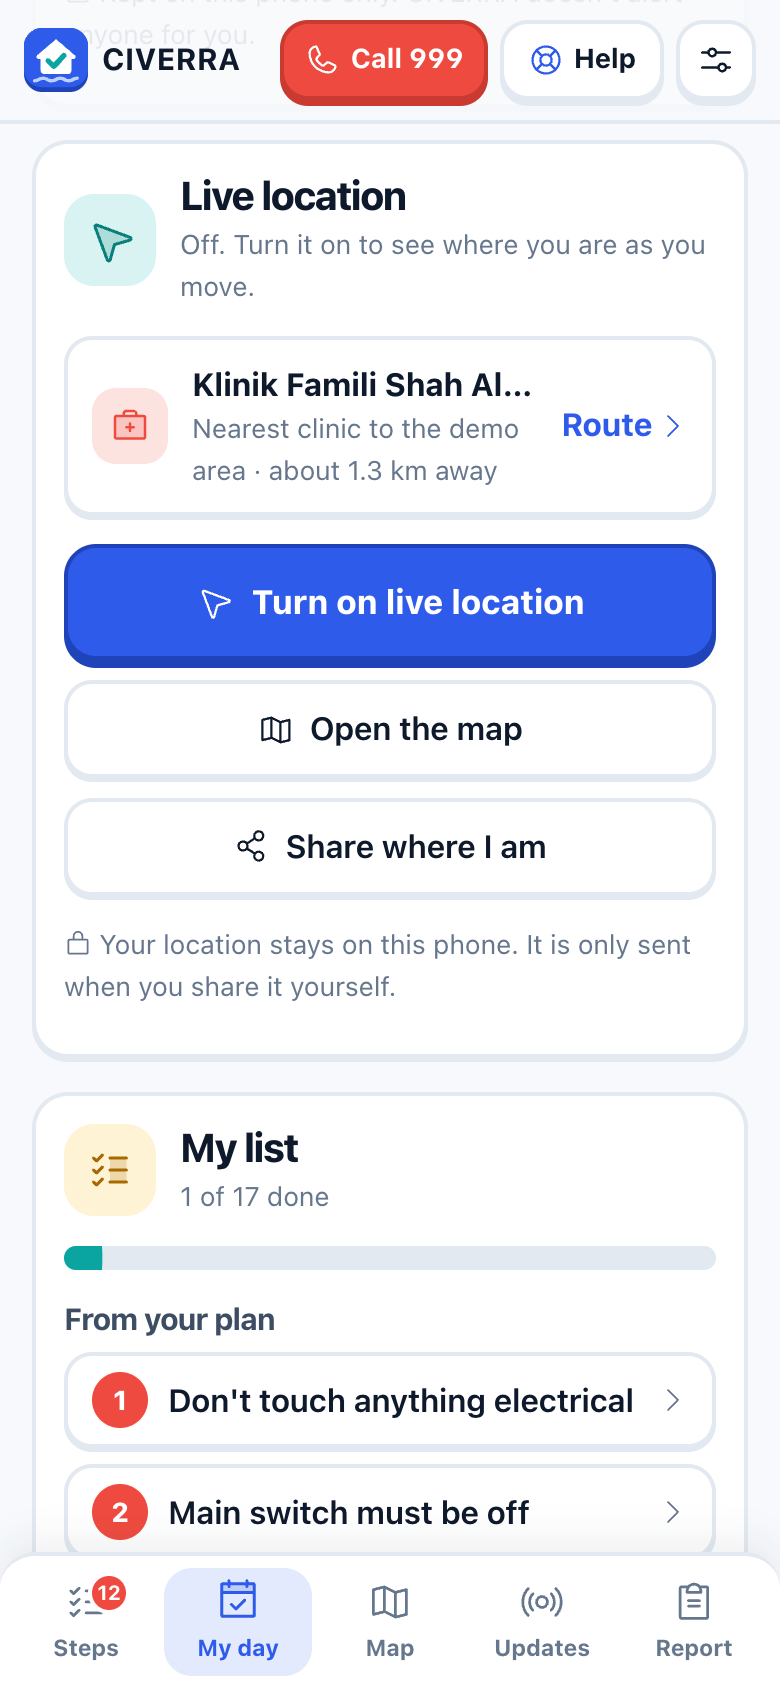 anyone for you.
CIVERRA
Call 999
Help
Live location
Off. Turn it on to see where you are as you
move.
Klinik Famili Shah Al...
Nearest clinic to the demo
area · about 1.3 km away
Route
Turn on live location
Open the map
Share where I am
Your location stays on this phone. It is only sent
when you share it yourself.
My list
1 of 17 done
From your plan
1 Don't touch anything electrical
2 Main switch must be off
12
Steps
My day
Map
Updates
Report